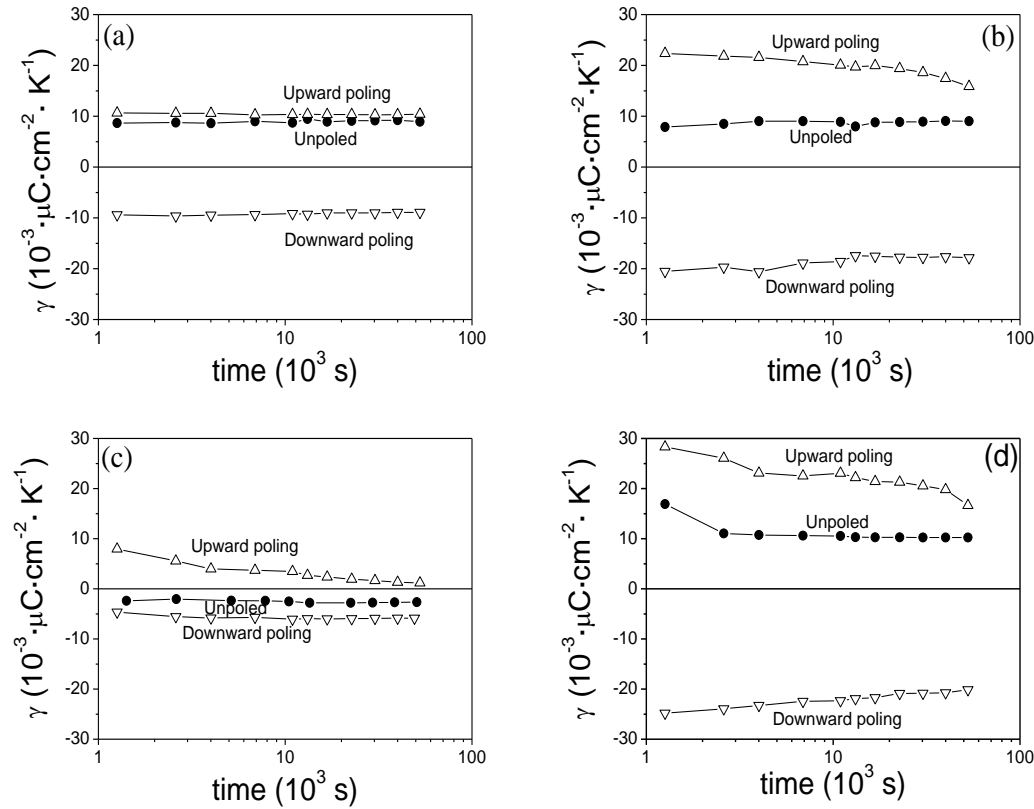 (a)
γ (10⁻³·μC·cm⁻²· K⁻¹)
30
20
10
0
-10
-20
-30
Upward poling
Unpoled
Downward poling
1
10
100
time (10³ s)
(b)
γ (10⁻³·μC·cm⁻²· K⁻¹)
30
20
10
0
-10
-20
-30
Upward poling
Unpoled
Downward poling
1
10
100
time (10³ s)
(c)
γ (10⁻³·μC·cm⁻²· K⁻¹)
30
20
10
0
-10
-20
-30
Upward poling
Unpoled
Downward poling
1
10
100
time (10³ s)
(d)
γ (10⁻³·μC·cm⁻²· K⁻¹)
30
20
10
0
-10
-20
-30
Upward poling
Unpoled
Downward poling
1
10
100
time (10³ s)